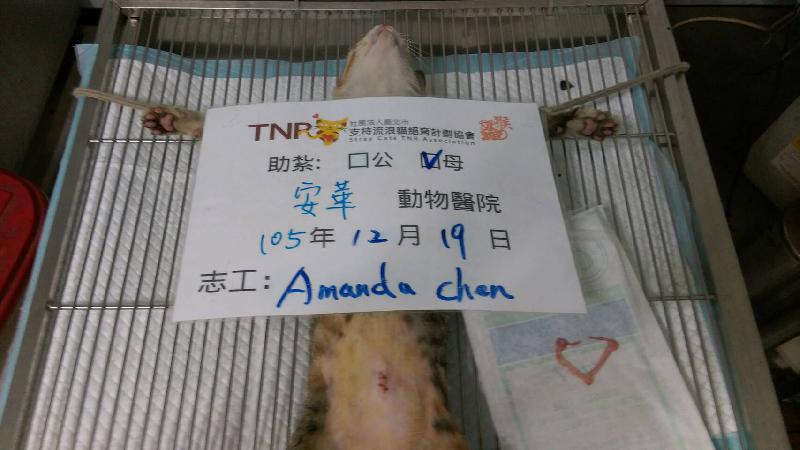 TNR 社團法人臺北市
支持流浪貓絕育計劃協會
Stray Cats TNR Association
助紮: □公 ☑母
安華 動物醫院
105年 12月 19日
志工: Amanda chen